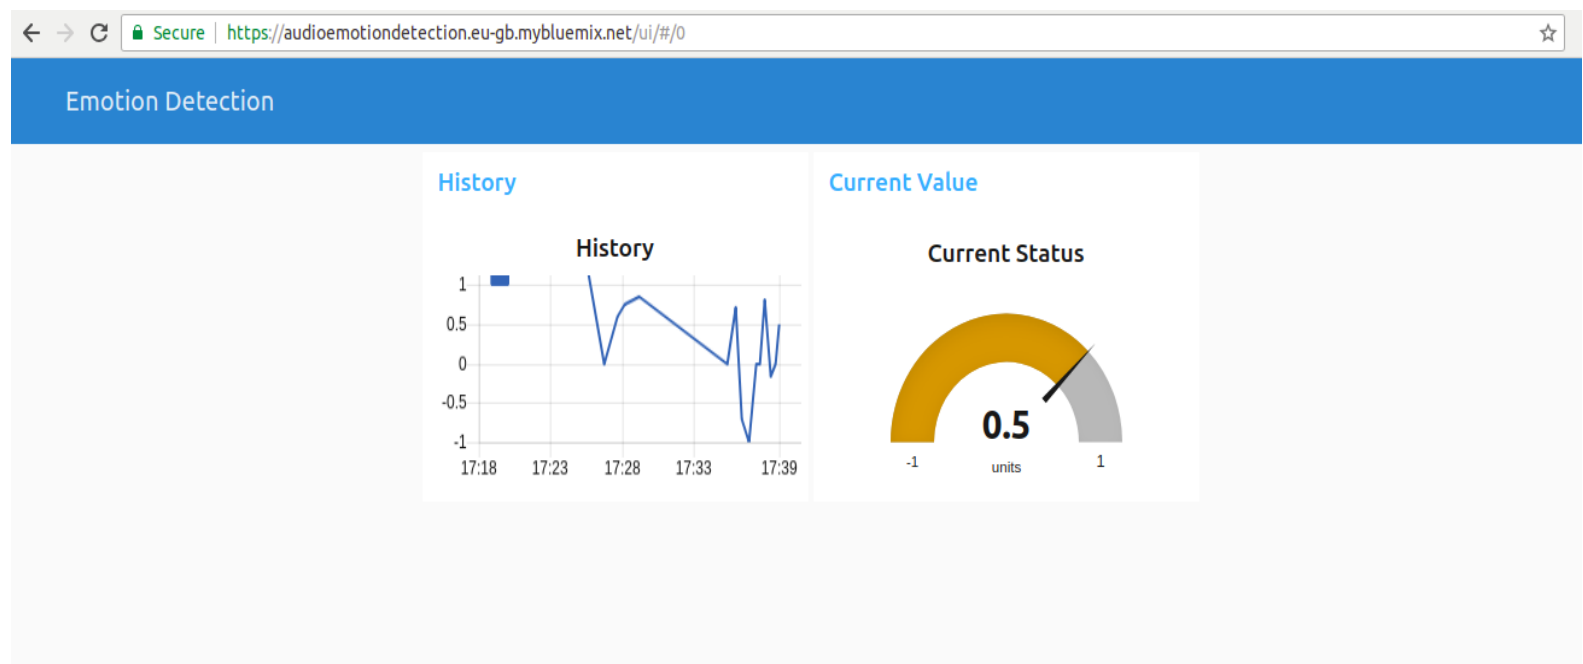 Secure https://audioemotiondetection.eu-gb.mybluemix.net/ui/#/0
Emotion Detection
History
History
1
0.5
0
-0.5
-1
17:18 17:23 17:28 17:33 17:39
Current Value
Current Status
0.5
-1 units 1